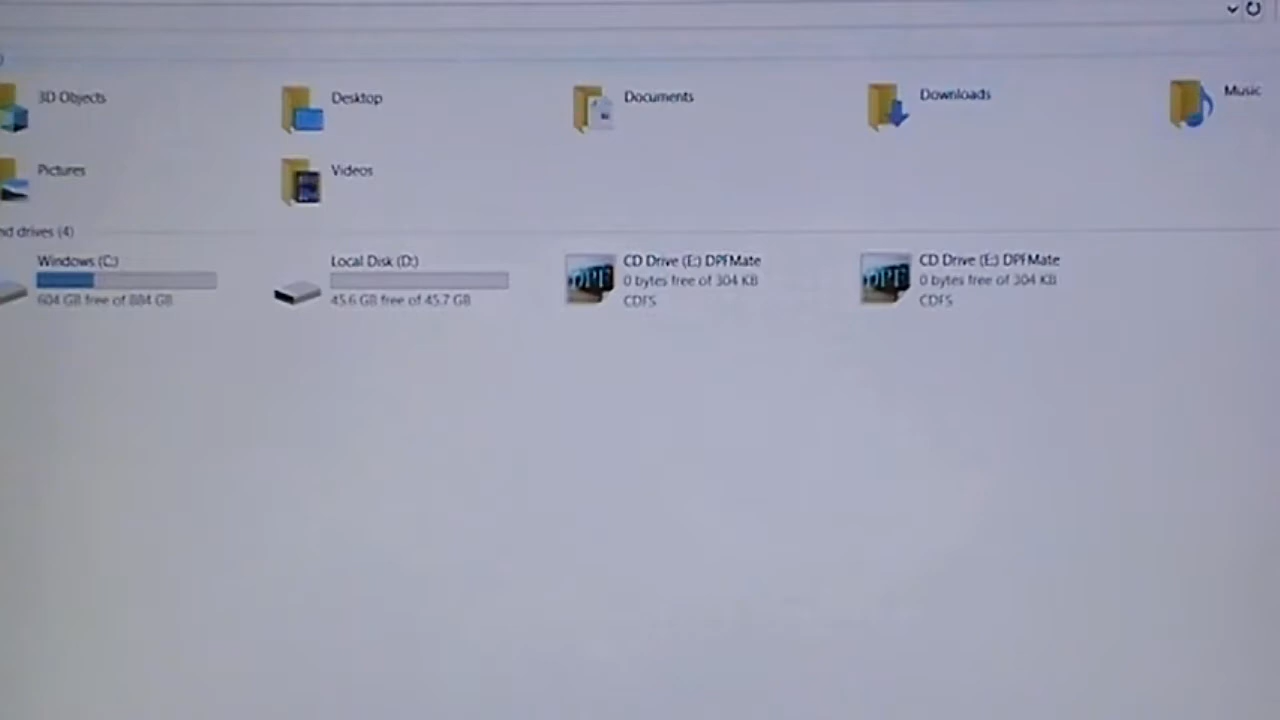 )
3D Objects
Desktop
Documents
Downloads
Music
Pictures
Videos
nd drives (4)
Windows (C:)
604 GB free of 884 GB
Local Disk (D:)
45.6 GB free of 45.7 GB
DPF
CD Drive (E:) DPFMate
0 bytes free of 304 KB
CDFS
DPF
CD Drive (E:) DPFMate
0 bytes free of 304 KB
CDFS